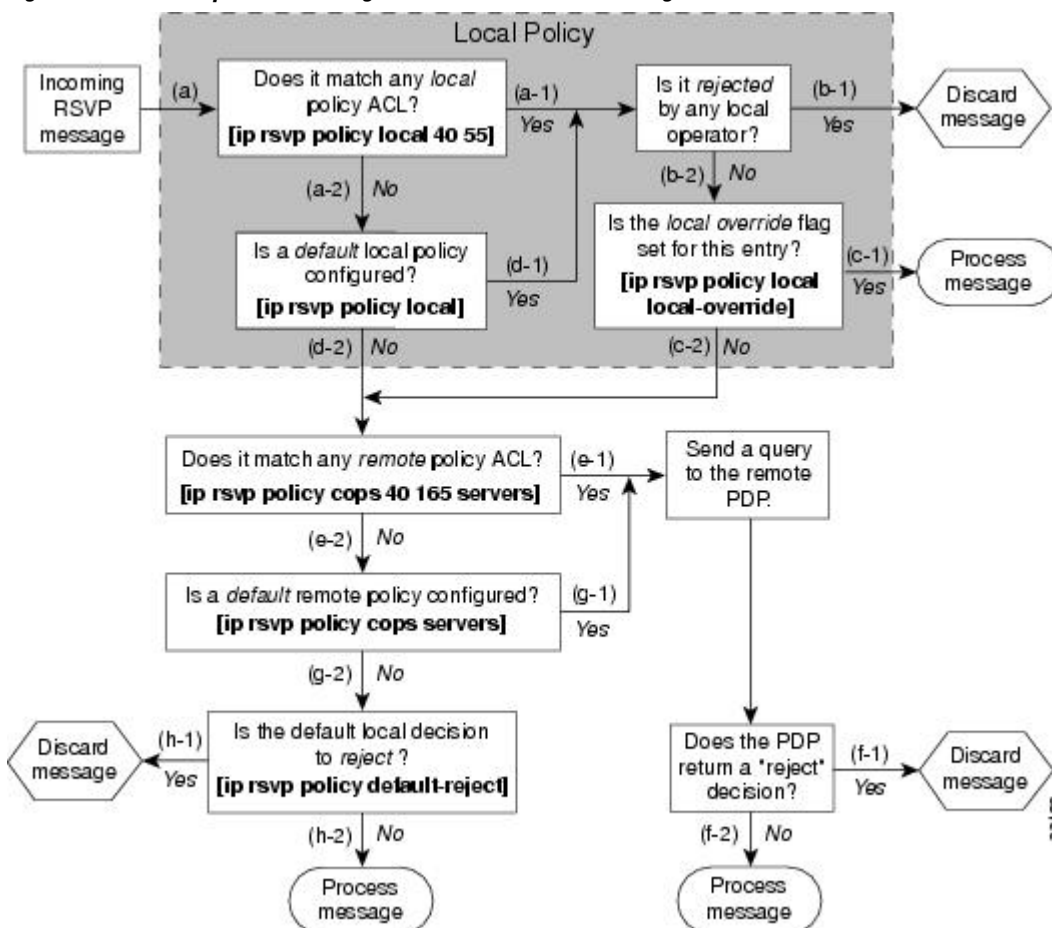 Local Policy
Incoming
RSVP
message
(a)
Does it match any local
policy ACL?
[ip rsvp policy local 40 55]
(a-1)
Yes
Is it rejected
by any local
operator?
(b-1)
Yes
Discard
message
(a-2) No
(b-2) No
Is a default local policy
configured?
[ip rsvp policy local]
(d-1)
Yes
Is the local override flag
set for this entry?
[ip rsvp policy local
local-override]
(c-1)
Yes
Process
message
(d-2) No
(c-2) No
Does it match any remote policy ACL?
[ip rsvp policy cops 40 165 servers]
(e-1)
Yes
Send a query
to the remote
PDP.
(e-2) No
Is a default remote policy configured?
[ip rsvp policy cops servers]
(g-1)
Yes
(g-2) No
Discard
message
(h-1)
Yes
Is the default local decision
to reject ?
[ip rsvp policy default-reject]
Does the PDP
return a "reject"
decision?
(f-1)
Yes
Discard
message
(h-2) No
(f-2) No
Process
message
Process
message